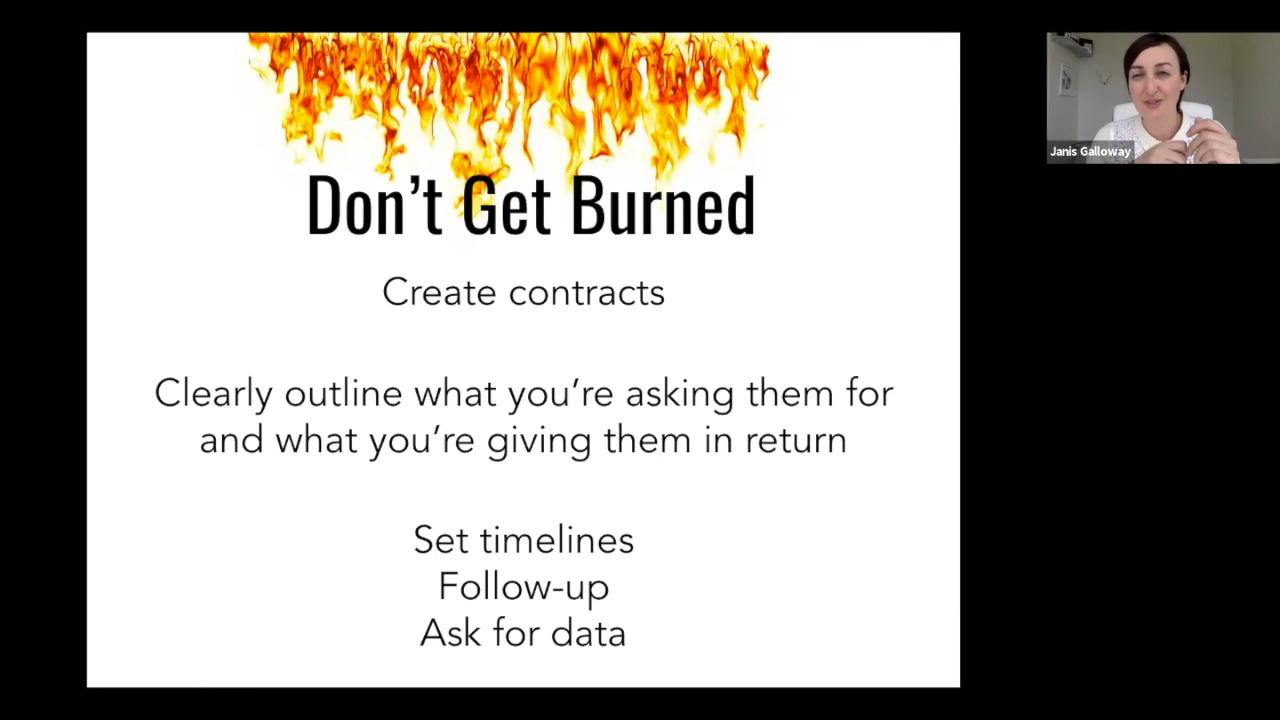 Don’t Get Burned
Create contracts
Clearly outline what you’re asking them for
and what you’re giving them in return
Set timelines
Follow-up
Ask for data
Janis Galloway